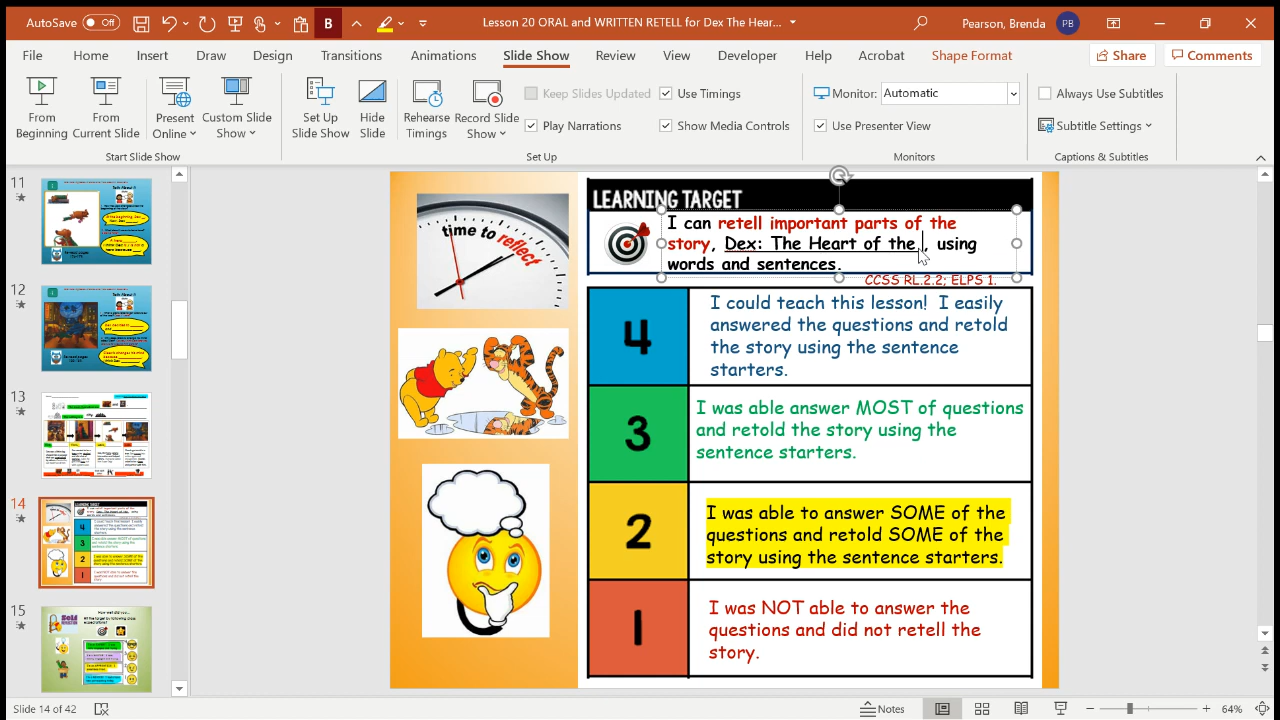 AutoSave Off
B
Lesson 20 ORAL and WRITTEN RETELL for Dex The Hear...
Pearson, Brenda PB
File Home Insert Draw Design Transitions Animations Slide Show Review View Developer Help Acrobat Shape Format
Share Comments
From Beginning
From Current Slide
Present Online
Custom Slide Show
Start Slide Show
Set Up Slide Show
Hide Slide
Rehearse Timings
Record Slide Show
Keep Slides Updated
Play Narrations
Use Timings
Show Media Controls
Set Up
Monitor: Automatic
Use Presenter View
Monitors
Always Use Subtitles
Subtitle Settings
Captions & Subtitles
11
12
13
14
15
time to reflect
LEARNING TARGET
I can retell important parts of the
story, Dex: The Heart of the , using
words and sentences.
CCSS RL.2.2; ELPS 1.
4
I could teach this lesson! I easily
answered the questions and retold
the story using the sentence
starters.
3
I was able answer MOST of questions
and retold the story using the
sentence starters.
2
I was able to answer SOME of the
questions and retold SOME of the
story using the sentence starters.
1
I was NOT able to answer the
questions and did not retell the
story.
Slide 14 of 42
Notes
64%